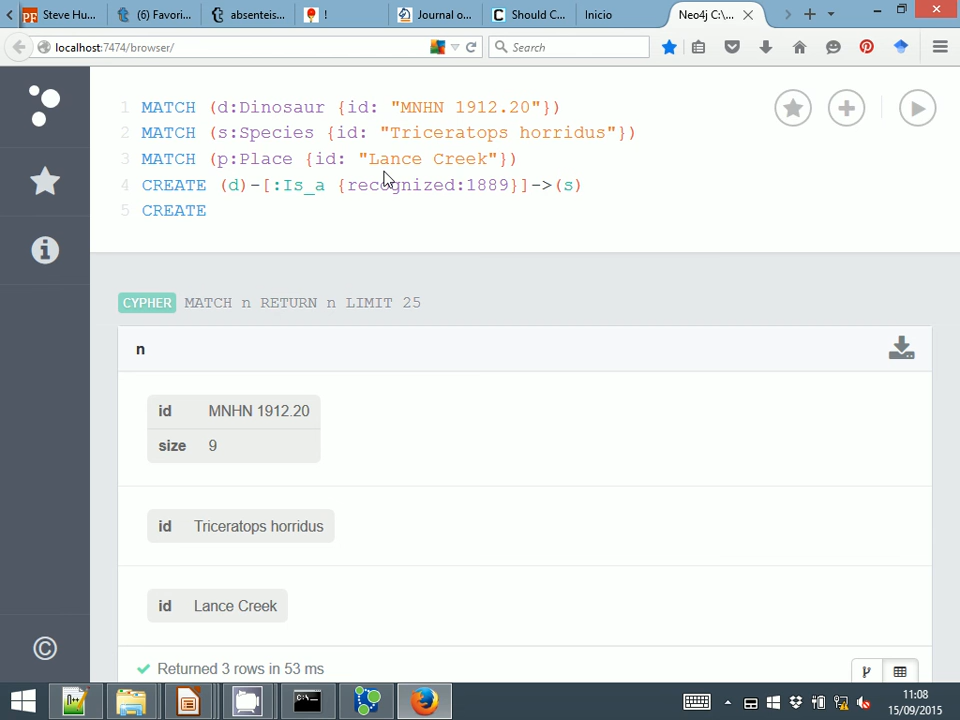 Steve Hu...
(6) Favori...
absenteis...
!
Journal o...
Should C...
Inicio
Neo4j C:\...
localhost:7474/browser/
Search
1 MATCH (d:Dinosaur {id: "MNHN 1912.20"})
2 MATCH (s:Species {id: "Triceratops horridus"})
3 MATCH (p:Place {id: "Lance Creek"})
4 CREATE (d)-[:Is_a {recognized:1889}]->(s)
5 CREATE
CYPHER MATCH n RETURN n LIMIT 25
n
id MNHN 1912.20
size 9
id Triceratops horridus
id Lance Creek
Returned 3 rows in 53 ms
11:08
15/09/2015